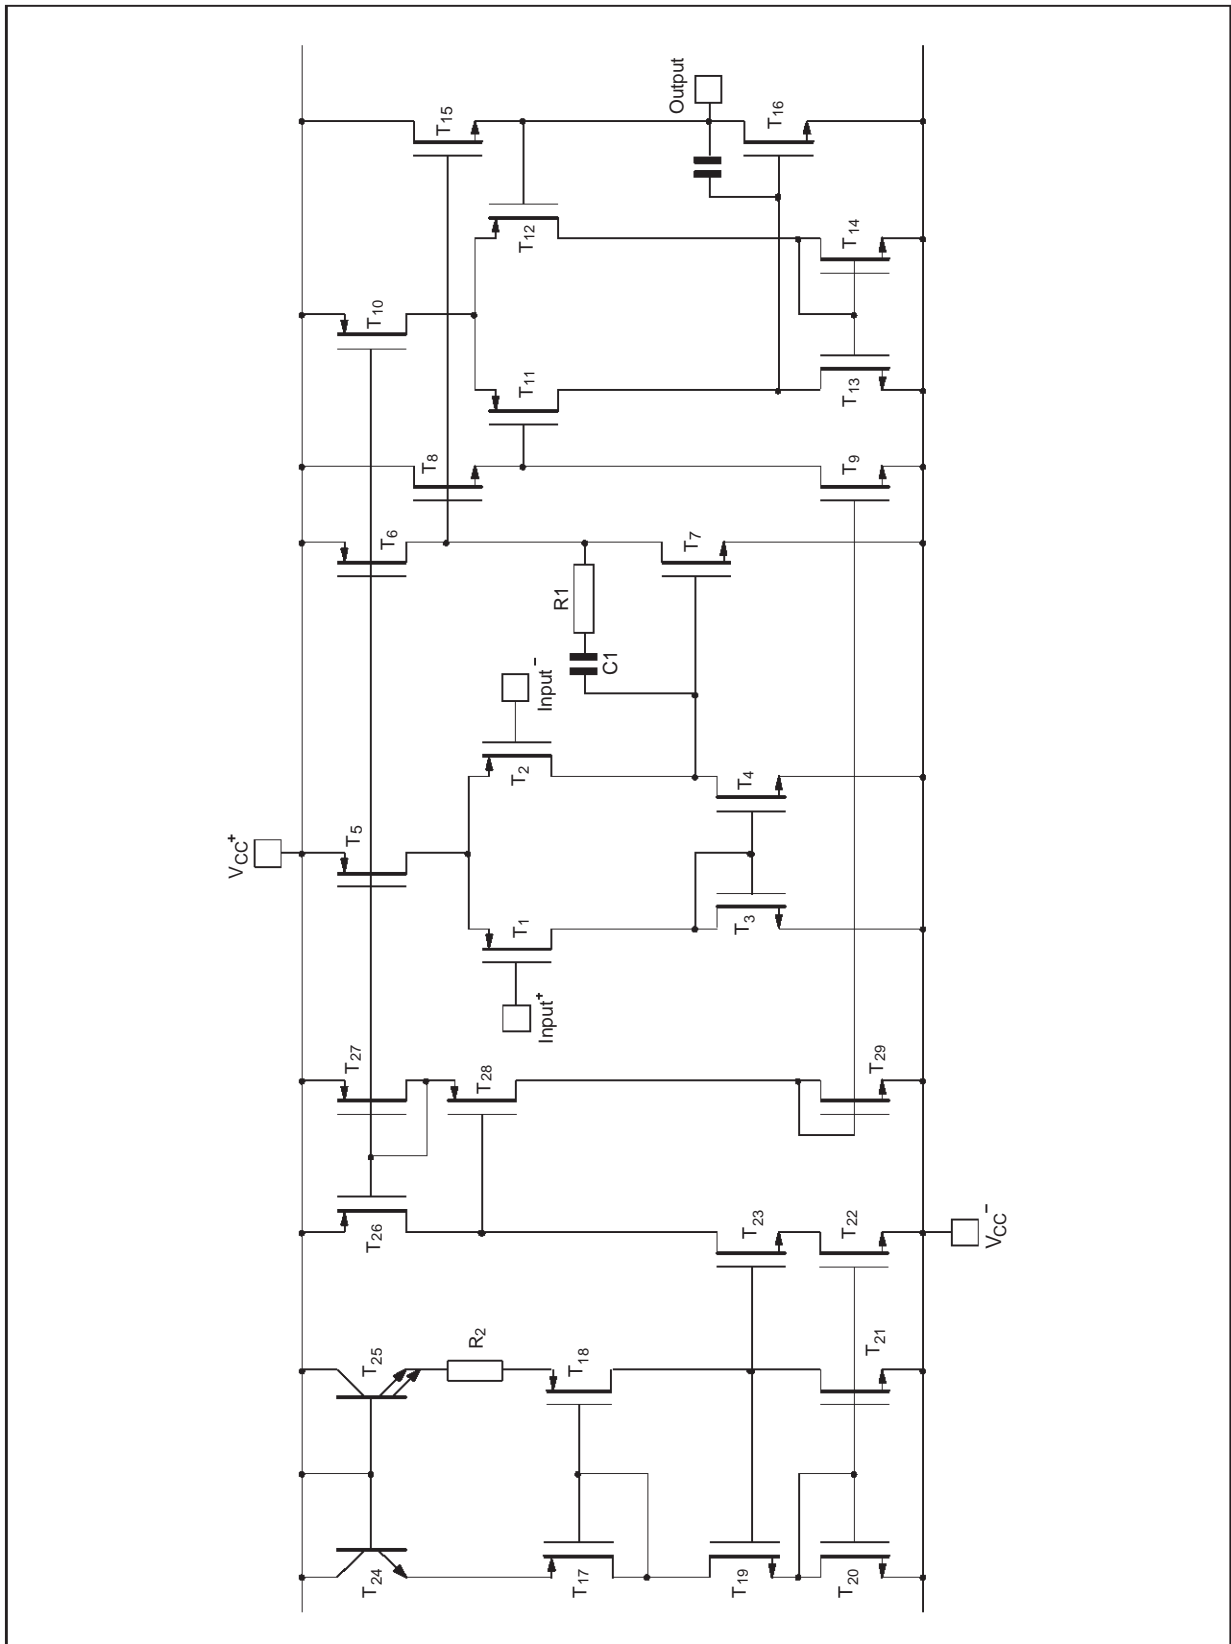 VCC+
T24
T25
T26
T27
T5
T6
T10
T8
T15
R2
T28
T1
T2
T11
T12
Input+
Input-
R1
C1
T17
T18
Output
T7
T19
T23
T3
T4
T16
T20
T21
T22
T29
T9
T13
T14
VCC-